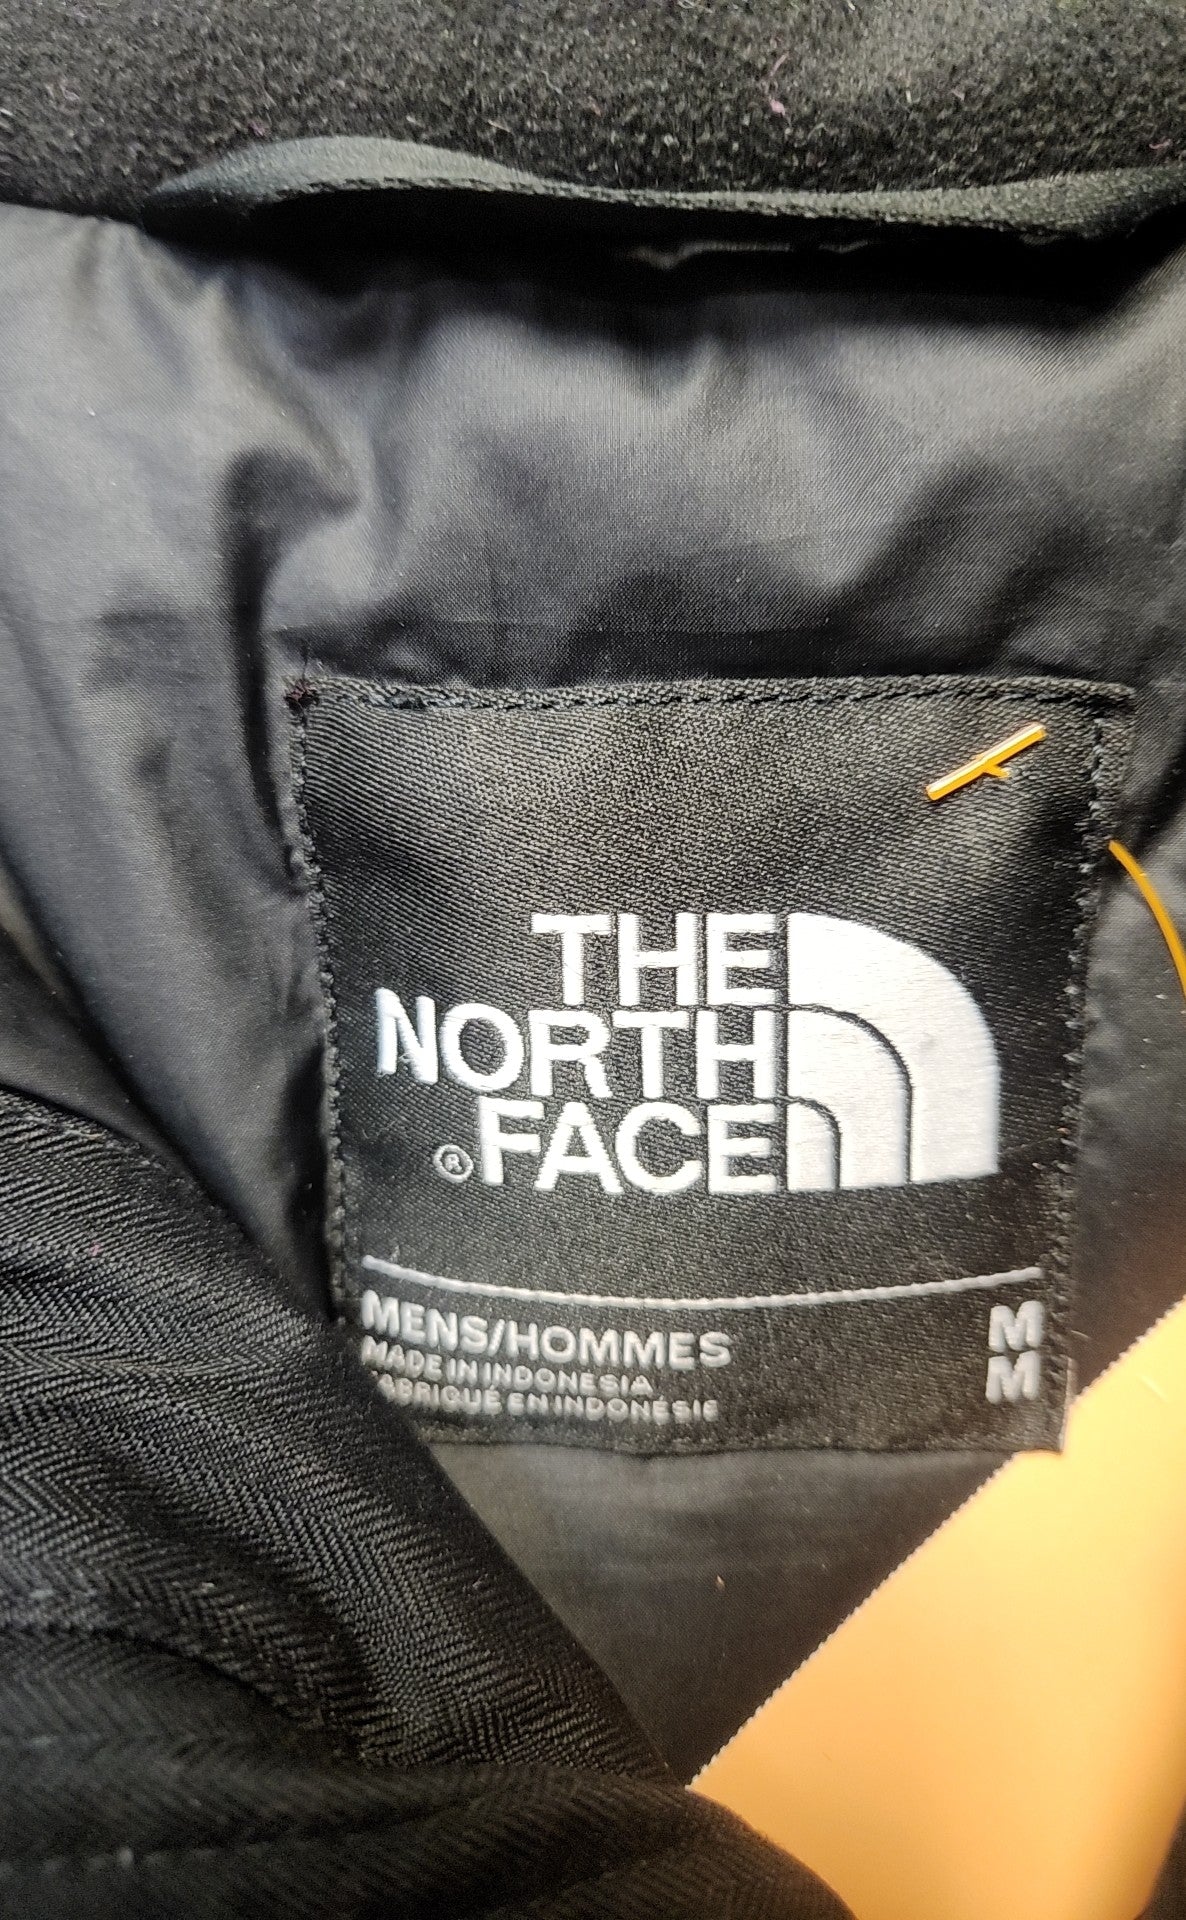 THE
NORTH
® FACE
MENS/HOMMES
MADE IN INDONESIA
FABRIQUÉ EN INDONÉSIE
M
M